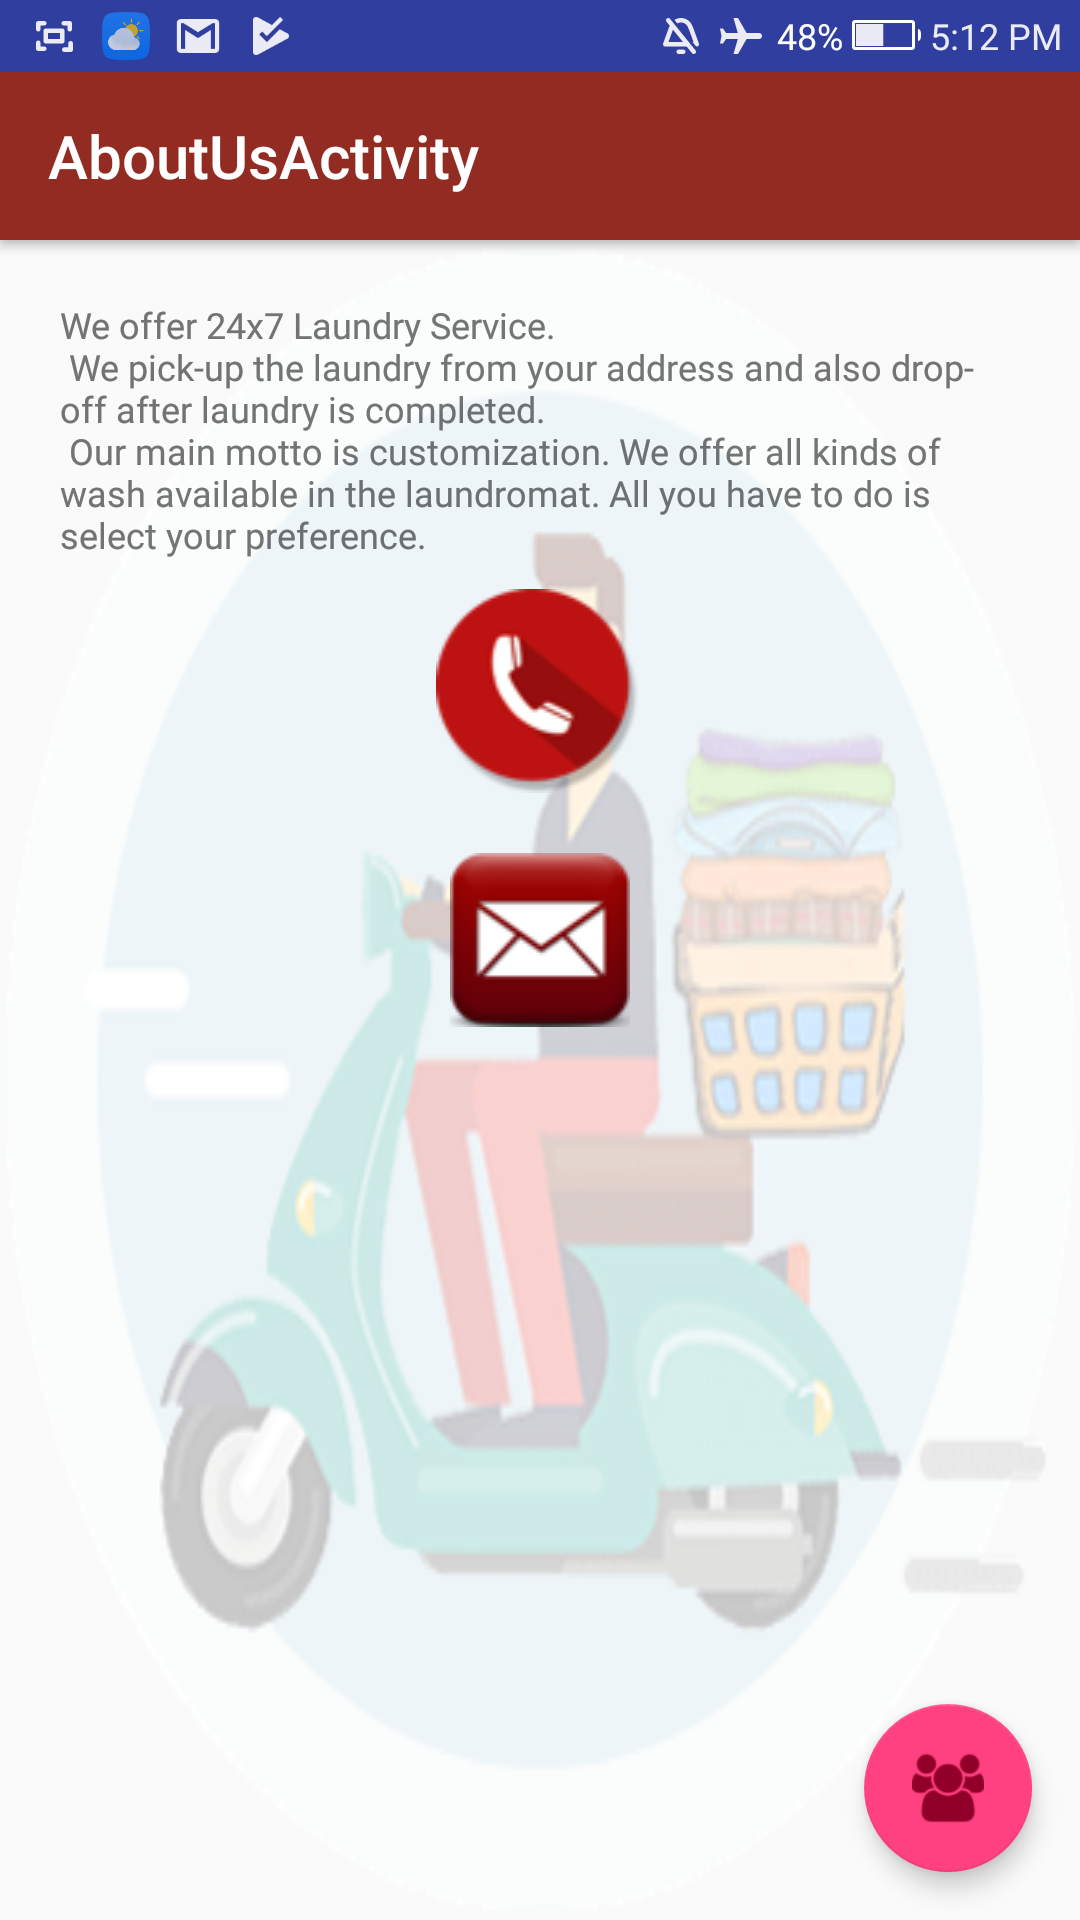 48% 5:12 PM
AboutUsActivity
We offer 24x7 Laundry Service.
We pick-up the laundry from your address and also drop-
off after laundry is completed.
Our main motto is customization. We offer all kinds of
wash available in the laundromat. All you have to do is
select your preference.